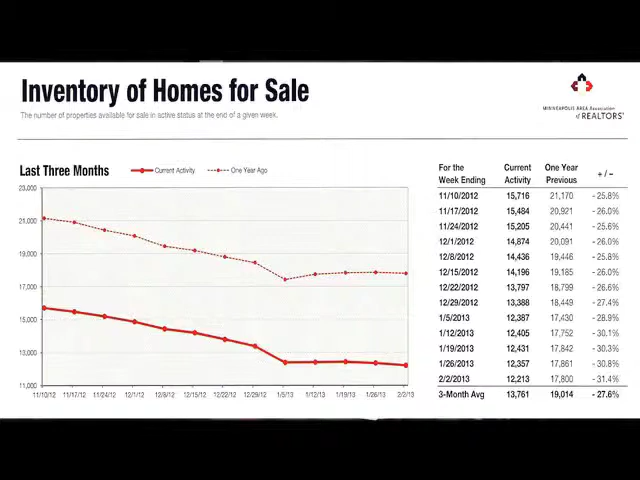 Inventory of Homes for Sale
The number of properties available for sale in active status at the end of a given week.
MINNEAPOLIS AREA Association
of REALTORS®
Last Three Months
Current Activity
One Year Ago
23,000
21,000
19,000
17,000
15,000
13,000
11,000
11/10/12 11/17/12 11/24/12 12/1/12 12/8/12 12/15/12 12/22/12 12/29/12 1/5/13 1/12/13 1/19/13 1/26/13 2/2/13
For the Week Ending Current Activity One Year Previous + / –
11/10/2012 15,716 21,170 - 25.8%
11/17/2012 15,484 20,921 - 26.0%
11/24/2012 15,205 20,441 - 25.6%
12/1/2012 14,874 20,091 - 26.0%
12/8/2012 14,436 19,446 - 25.8%
12/15/2012 14,196 19,185 - 26.0%
12/22/2012 13,797 18,799 - 26.6%
12/29/2012 13,388 18,449 - 27.4%
1/5/2013 12,387 17,430 - 28.9%
1/12/2013 12,405 17,752 - 30.1%
1/19/2013 12,431 17,842 - 30.3%
1/26/2013 12,357 17,861 - 30.8%
2/2/2013 12,213 17,800 - 31.4%
3-Month Avg 13,761 19,014 - 27.6%